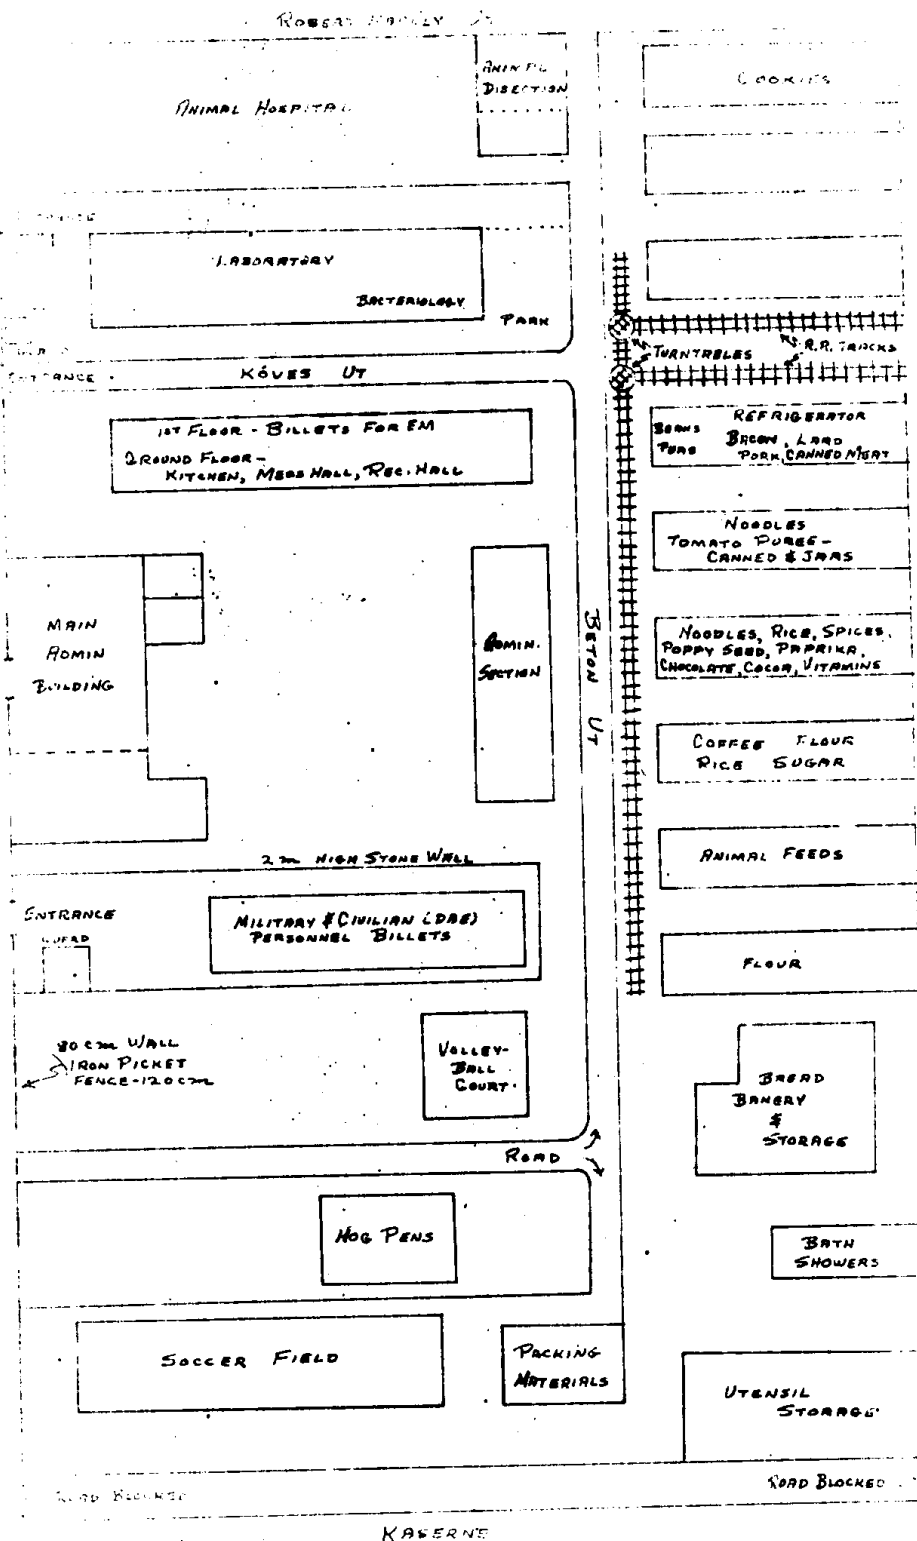 ROBERT
COOKIES
ANIMAL
DISECTION
ANIMAL HOSPITAL
LABORATORY
BACTERIOLOGY
PARK
TURNTABLES
R.R. TRACKS
ENTRANCE
KÖVES UT
1ST FLOOR - BILLETS FOR EM
GROUND FLOOR -
KITCHEN, MESS HALL, REC. HALL
BEANS
PEAS
REFRIGERATOR
BACON, LARD
PORK, CANNED MEAT
NOODLES
TOMATO PUREE -
CANNED & JARS
MAIN
ADMIN
BUILDING
ADMIN.
SECTION
BETON UT
NOODLES, RICE, SPICES,
POPPY SEED, PAPRIKA,
CHOCOLATE, COCOA, VITAMINS
COFFEE FLOUR
RICE SUGAR
2 m HIGH STONE WALL
ANIMAL FEEDS
ENTRANCE
GUARD
MILITARY & CIVILIAN (DAE)
PERSONNEL BILLETS
FLOUR
80 cm WALL
IRON PICKET
FENCE - 120 cm
VOLLEY-
BALL
COURT
BREAD
BAKERY
&
STORAGE
ROAD
HOG PENS
BATH
SHOWERS
SOCCER FIELD
PACKING
MATERIALS
UTENSIL
STORAGE
ROAD BLOCKED
ROAD BLOCKED
KASERNE